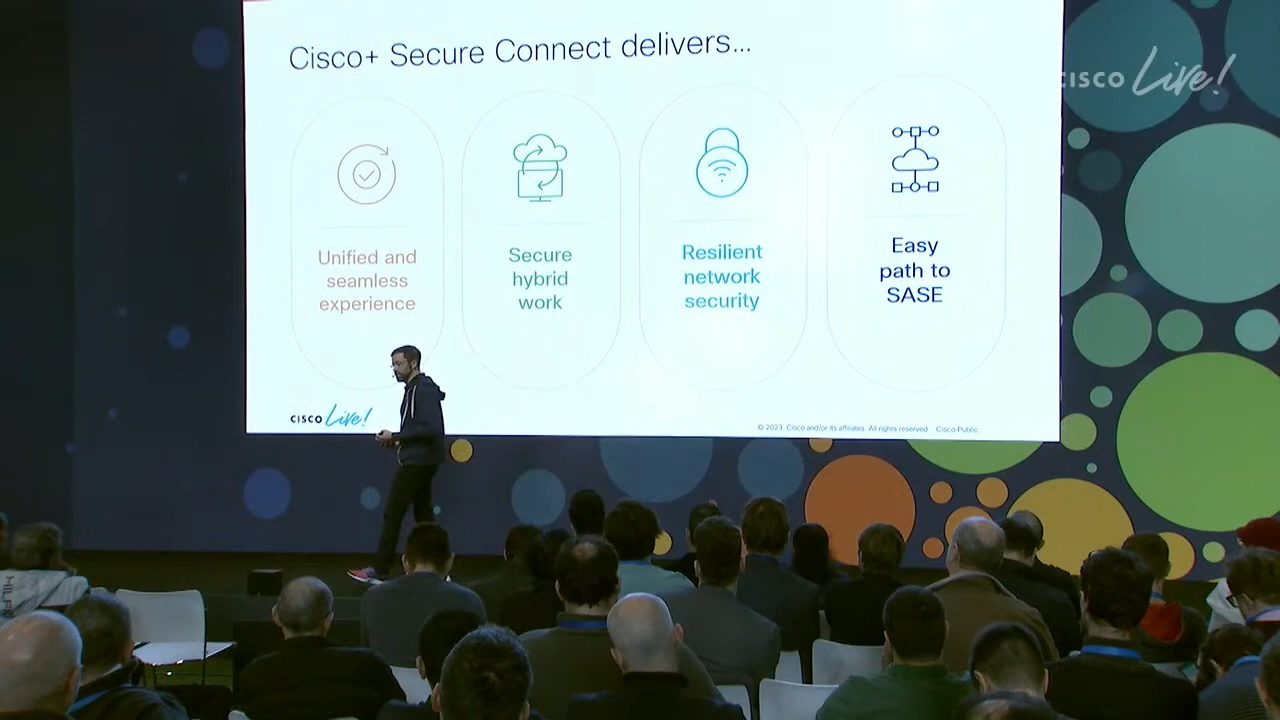 Cisco+ Secure Connect delivers...
CISCO Live!
Unified and
seamless
experience
Secure
hybrid
work
Resilient
network
security
Easy
path to
SASE
CISCO Live!
© 2023 Cisco and/or its affiliates. All rights reserved. Cisco Public